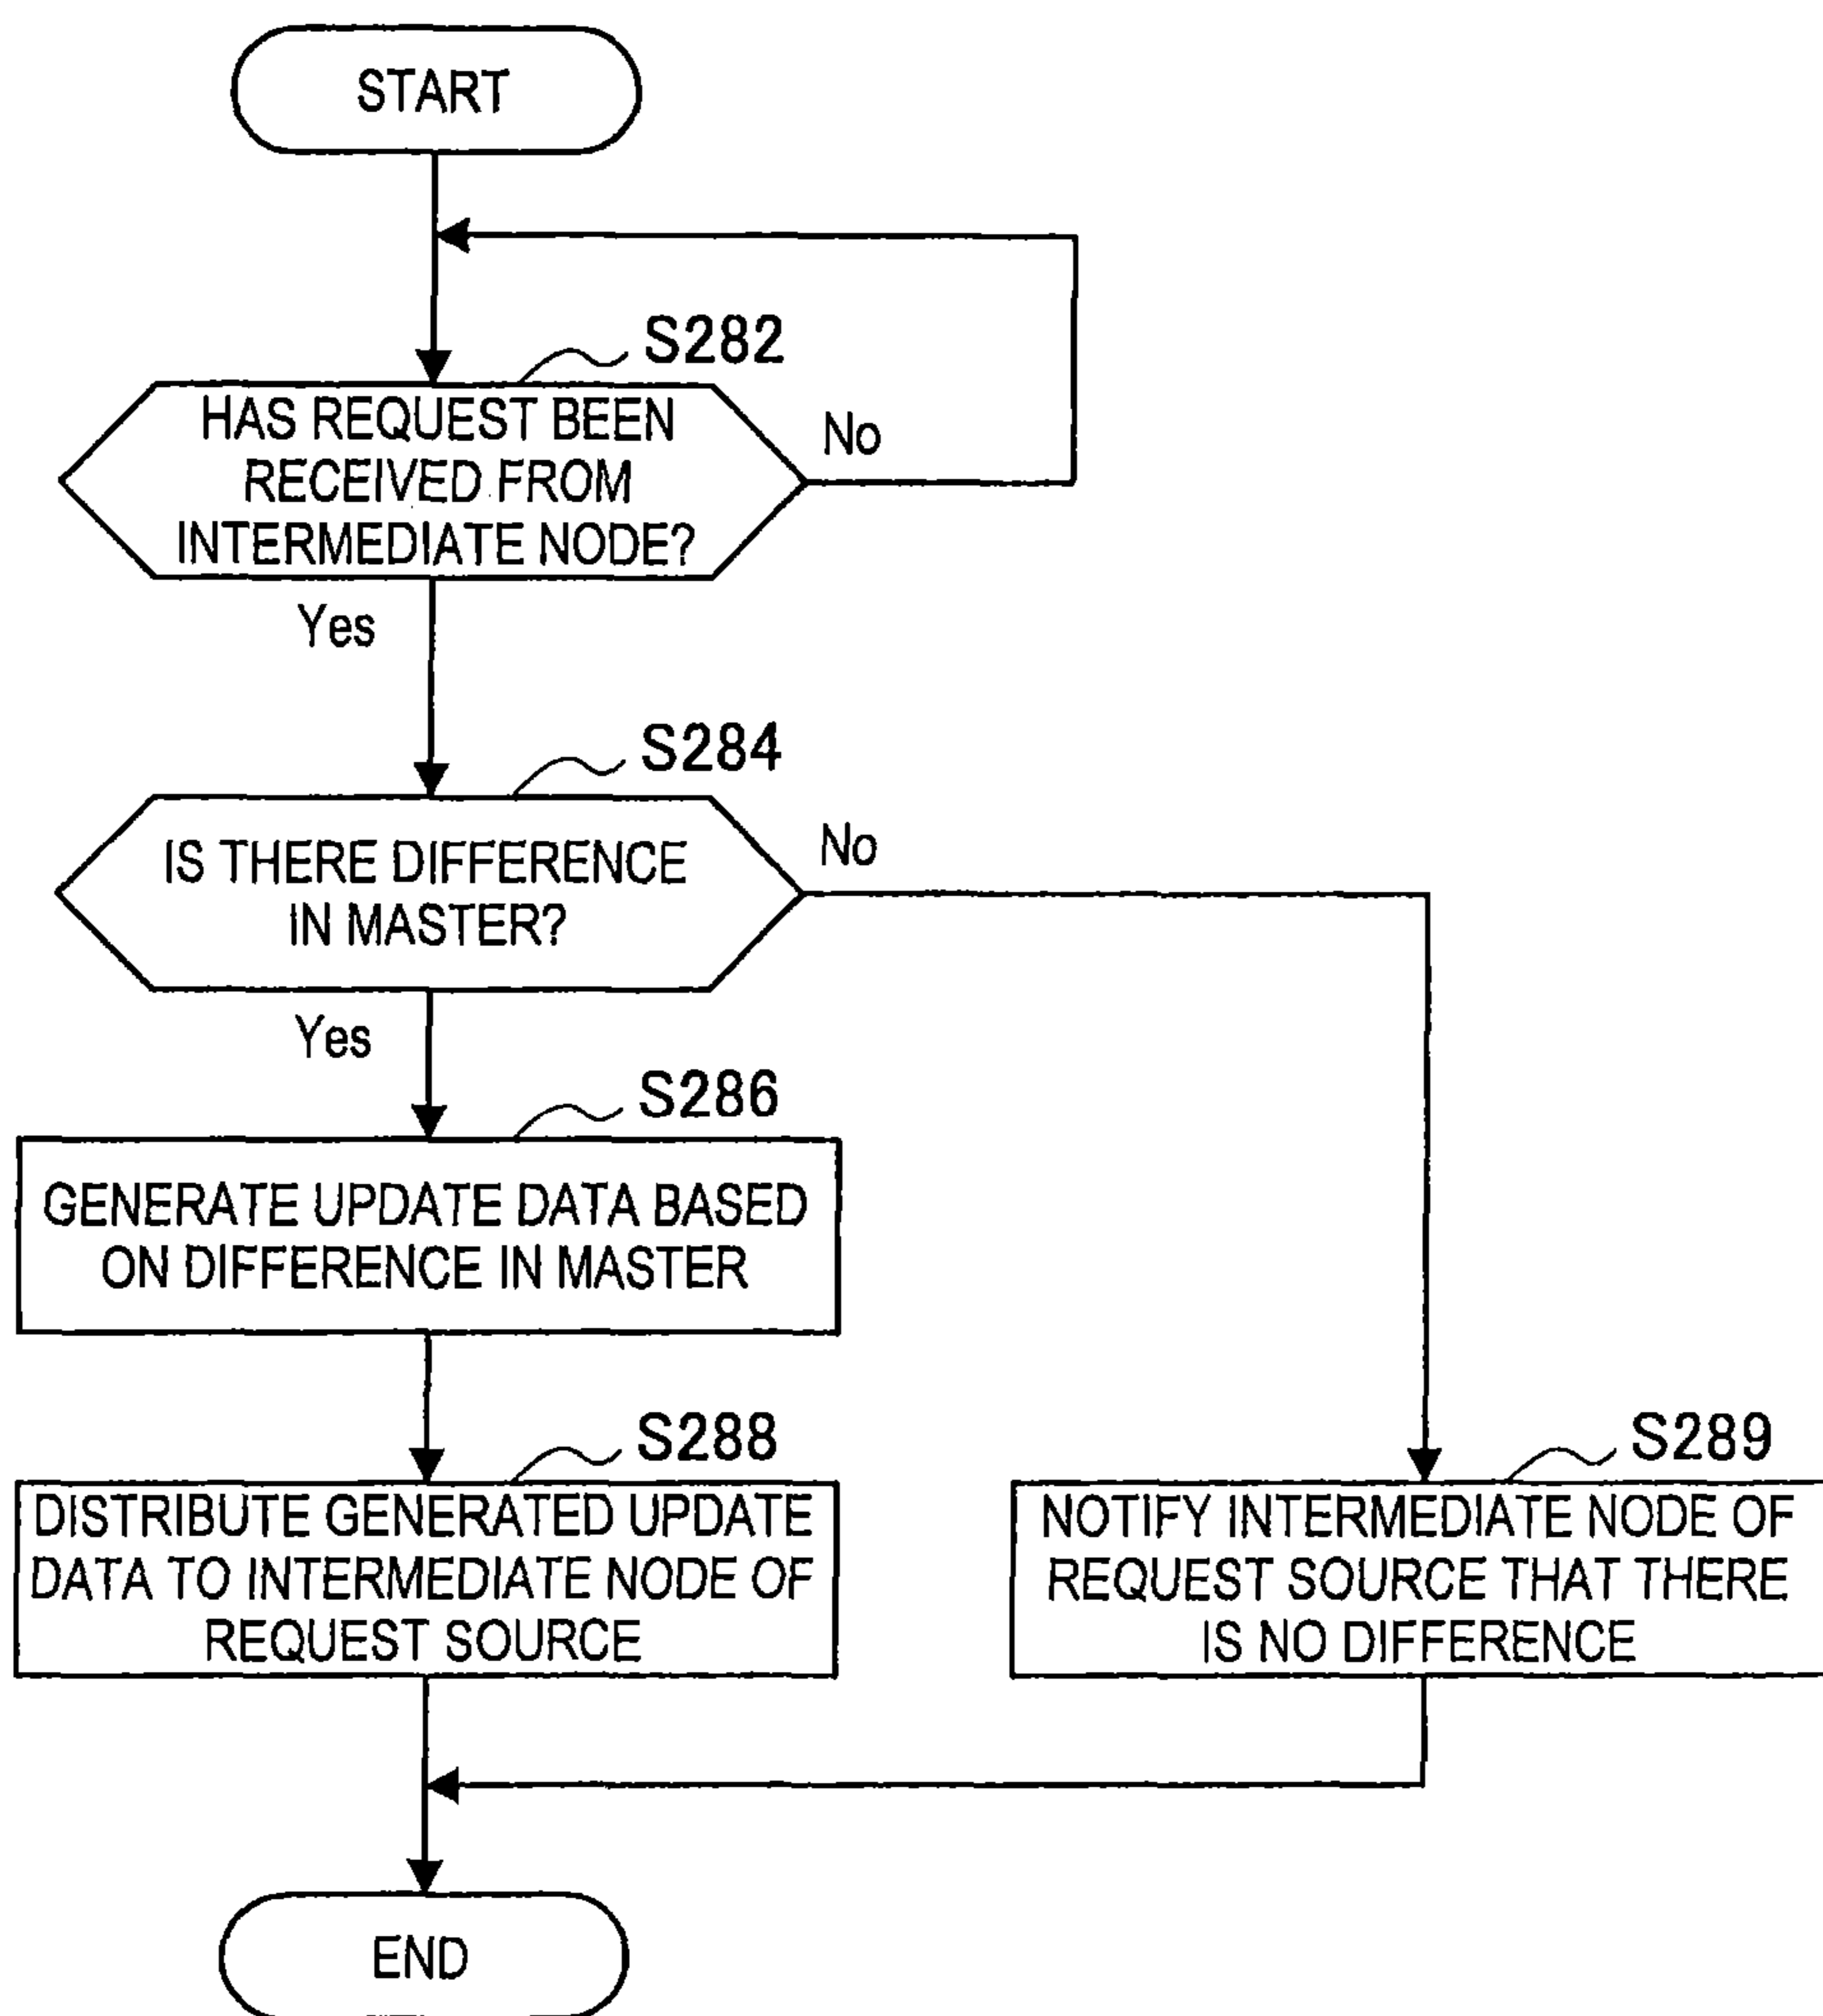 START
S282
HAS REQUEST BEEN
RECEIVED FROM
INTERMEDIATE NODE?
No
Yes
S284
IS THERE DIFFERENCE
IN MASTER?
No
Yes
S286
GENERATE UPDATE DATA BASED
ON DIFFERENCE IN MASTER
S288
DISTRIBUTE GENERATED UPDATE
DATA TO INTERMEDIATE NODE OF
REQUEST SOURCE
S289
NOTIFY INTERMEDIATE NODE OF
REQUEST SOURCE THAT THERE
IS NO DIFFERENCE
END